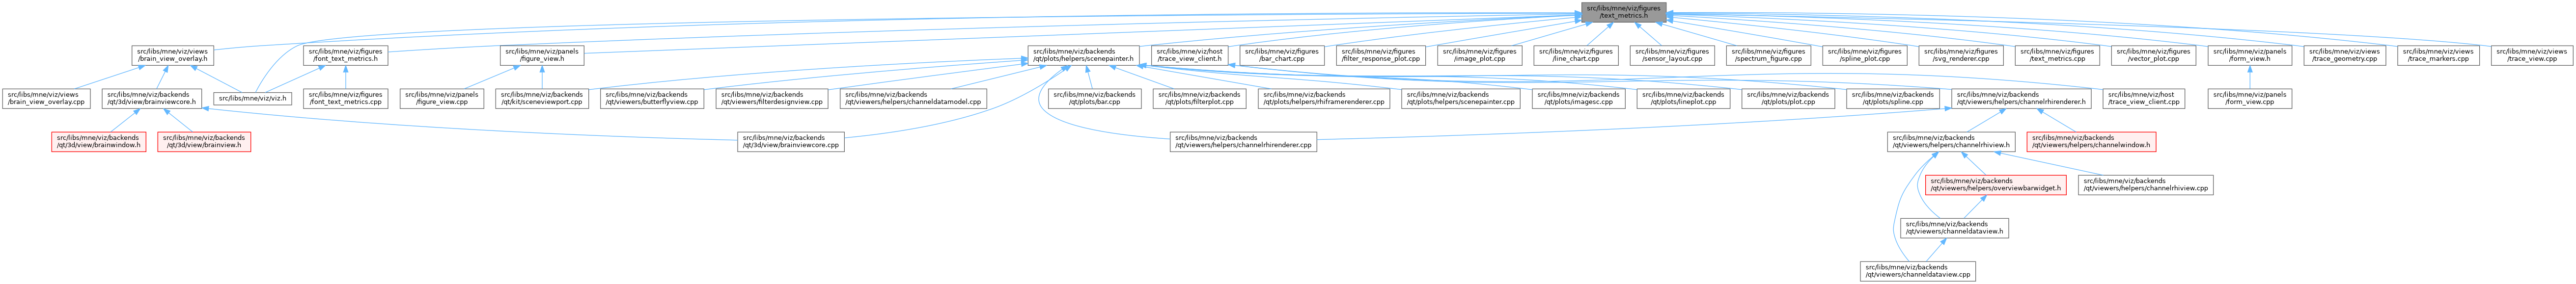 src/libs/mne/viz/figures
/text_metrics.h
src/libs/mne/viz/views
/brain_view_overlay.h
src/libs/mne/viz/figures
/font_text_metrics.h
src/libs/mne/viz/panels
/figure_view.h
src/libs/mne/viz/backends
/qt/plots/helpers/scenepainter.h
src/libs/mne/viz/host
/trace_view_client.h
src/libs/mne/viz/figures
/bar_chart.cpp
src/libs/mne/viz/figures
/filter_response_plot.cpp
src/libs/mne/viz/figures
/image_plot.cpp
src/libs/mne/viz/figures
/line_chart.cpp
src/libs/mne/viz/figures
/sensor_layout.cpp
src/libs/mne/viz/figures
/spectrum_figure.cpp
src/libs/mne/viz/figures
/spline_plot.cpp
src/libs/mne/viz/figures
/svg_renderer.cpp
src/libs/mne/viz/figures
/text_metrics.cpp
src/libs/mne/viz/figures
/vector_plot.cpp
src/libs/mne/viz/panels
/form_view.h
src/libs/mne/viz/views
/trace_geometry.cpp
src/libs/mne/viz/views
/trace_markers.cpp
src/libs/mne/viz/views
/trace_view.cpp
src/libs/mne/viz/views
/brain_view_overlay.cpp
src/libs/mne/viz/backends
/qt/3d/view/brainviewcore.h
src/libs/mne/viz/viz.h
src/libs/mne/viz/figures
/font_text_metrics.cpp
src/libs/mne/viz/panels
/figure_view.cpp
src/libs/mne/viz/backends
/qt/kit/sceneviewport.cpp
src/libs/mne/viz/backends
/qt/viewers/butterflyview.cpp
src/libs/mne/viz/backends
/qt/viewers/filterdesignview.cpp
src/libs/mne/viz/backends
/qt/viewers/helpers/channeldatamodel.cpp
src/libs/mne/viz/backends
/qt/plots/bar.cpp
src/libs/mne/viz/backends
/qt/plots/filterplot.cpp
src/libs/mne/viz/backends
/qt/plots/helpers/rhiframerenderer.cpp
src/libs/mne/viz/backends
/qt/plots/helpers/scenepainter.cpp
src/libs/mne/viz/backends
/qt/plots/imagesc.cpp
src/libs/mne/viz/backends
/qt/plots/lineplot.cpp
src/libs/mne/viz/backends
/qt/plots/plot.cpp
src/libs/mne/viz/backends
/qt/plots/spline.cpp
src/libs/mne/viz/backends
/qt/viewers/helpers/channelrhirenderer.h
src/libs/mne/viz/host
/trace_view_client.cpp
src/libs/mne/viz/panels
/form_view.cpp
src/libs/mne/viz/backends
/qt/3d/view/brainwindow.h
src/libs/mne/viz/backends
/qt/3d/view/brainview.h
src/libs/mne/viz/backends
/qt/3d/view/brainviewcore.cpp
src/libs/mne/viz/backends
/qt/viewers/helpers/channelrhirenderer.cpp
src/libs/mne/viz/backends
/qt/viewers/helpers/channelrhiview.h
src/libs/mne/viz/backends
/qt/viewers/helpers/channelwindow.h
src/libs/mne/viz/backends
/qt/viewers/helpers/overviewbarwidget.h
src/libs/mne/viz/backends
/qt/viewers/helpers/channelrhiview.cpp
src/libs/mne/viz/backends
/qt/viewers/channeldataview.h
src/libs/mne/viz/backends
/qt/viewers/channeldataview.cpp